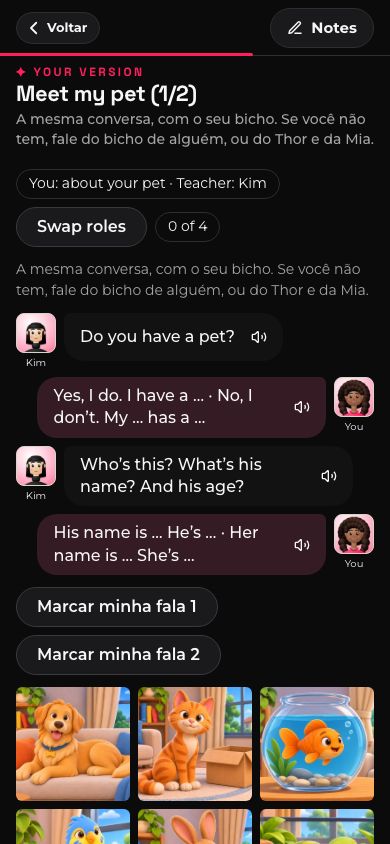 Voltar
Notes
YOUR VERSION
Meet my pet (1/2)
A mesma conversa, com o seu bicho. Se você não
tem, fale do bicho de alguém, ou do Thor e da Mia.
You: about your pet · Teacher: Kim
Swap roles
0 of 4
A mesma conversa, com o seu bicho. Se você não
tem, fale do bicho de alguém, ou do Thor e da Mia.
Do you have a pet?
Kim
Yes, I do. I have a ... · No, I
don't. My ... has a ...
You
Who's this? What's his
name? And his age?
Kim
His name is ... He's ... · Her
name is ... She's ...
You
Marcar minha fala 1
Marcar minha fala 2